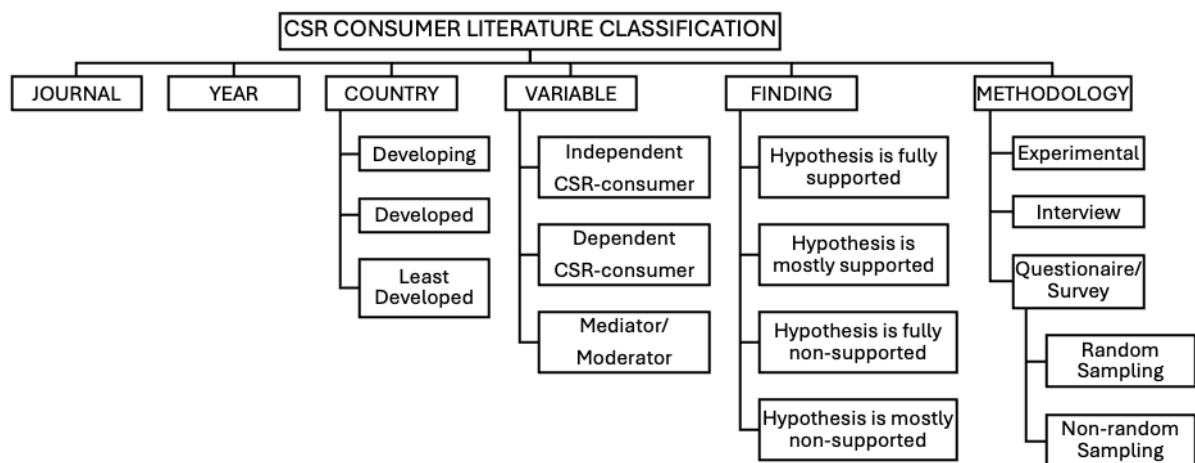 CSR CONSUMER LITERATURE CLASSIFICATION
JOURNAL
YEAR
COUNTRY
Developing
Developed
Least
Developed
VARIABLE
Independent
CSR-consumer
Dependent
CSR-consumer
Mediator/
Moderator
FINDING
Hypothesis is fully
supported
Hypothesis is
mostly supported
Hypothesis is fully
non-supported
Hypothesis is mostly
non-supported
METHODOLOGY
Experimental
Interview
Questionaire/
Survey
Random
Sampling
Non-random
Sampling